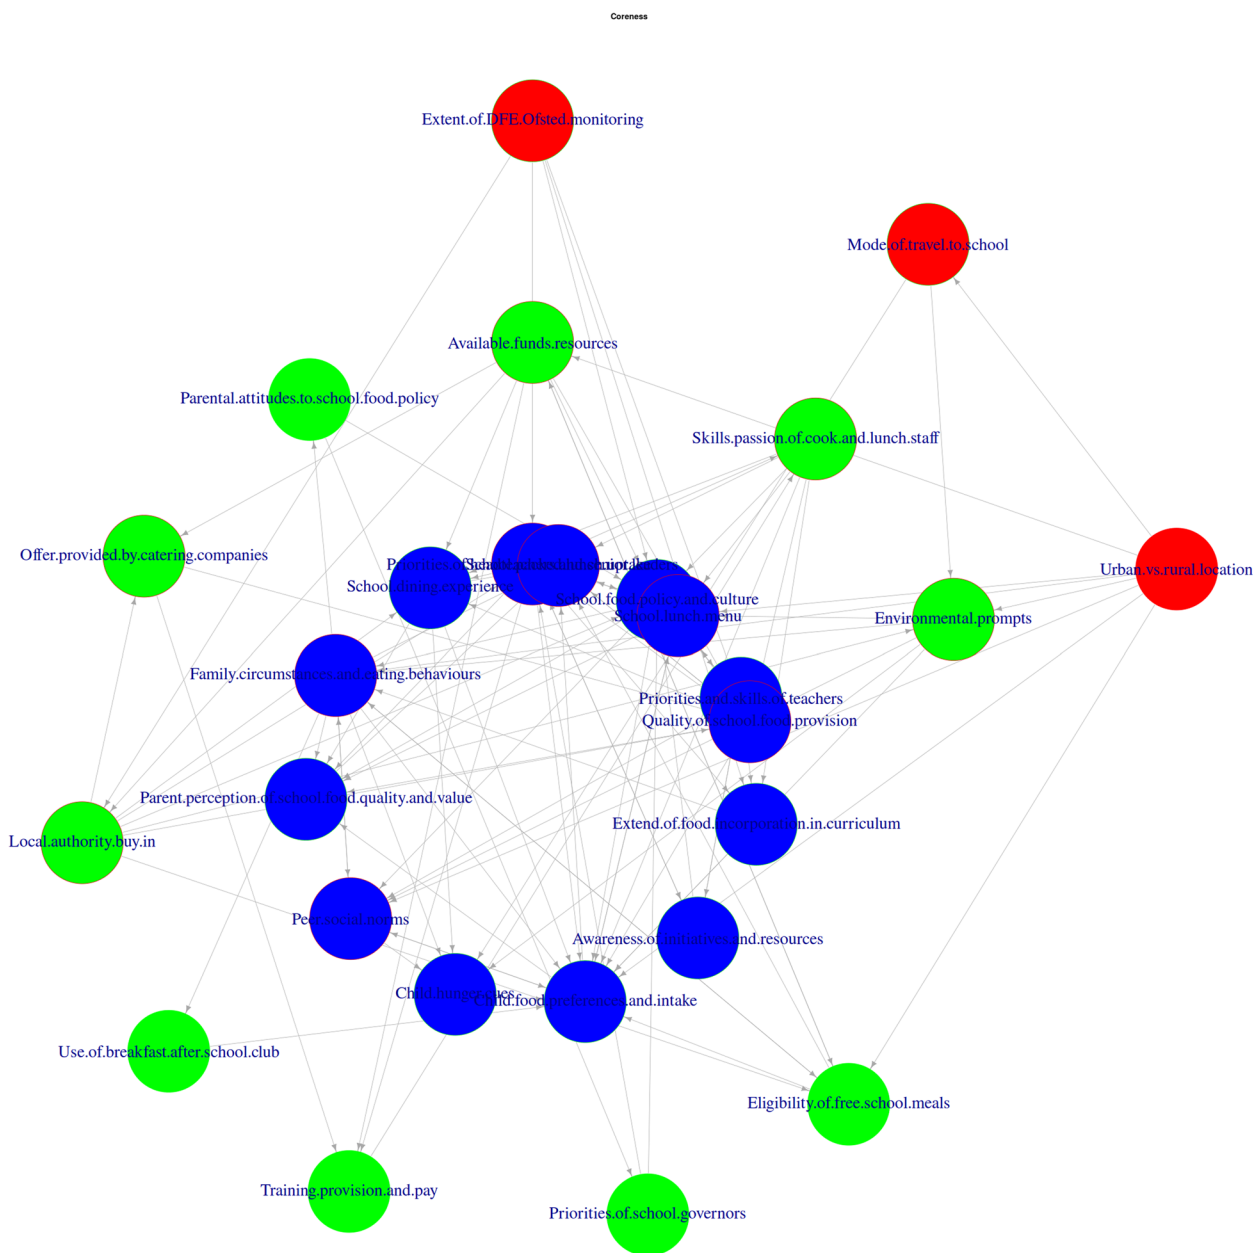 Coreness
Extent.of.DFE.Ofsted.monitoring
Mode.of.travel.to.school
Available.funds.resources
Parental.attitudes.to.school.food.policy
Skills.passion.of.cook.and.lunch.staff
Offer.provided.by.catering.companies
School.dining.experience
School.food.policy.and.culture
School.lunch.menu
Urban.vs.rural.location
Environmental.prompts
Family.circumstances.and.eating.behaviours
Priorities.and.skills.of.teachers
Quality.of.school.food.provision
Parent.perception.of.school.food.quality.and.value
Extend.of.food.incorporation.in.curriculum
Local.authority.buy.in
Peer.social.norms
Awareness.of.initiatives.and.resources
Child.hunger.cues
Child.food.preferences.and.intake
Use.of.breakfast.after.school.club
Eligibility.of.free.school.meals
Training.provision.and.pay
Priorities.of.school.governors